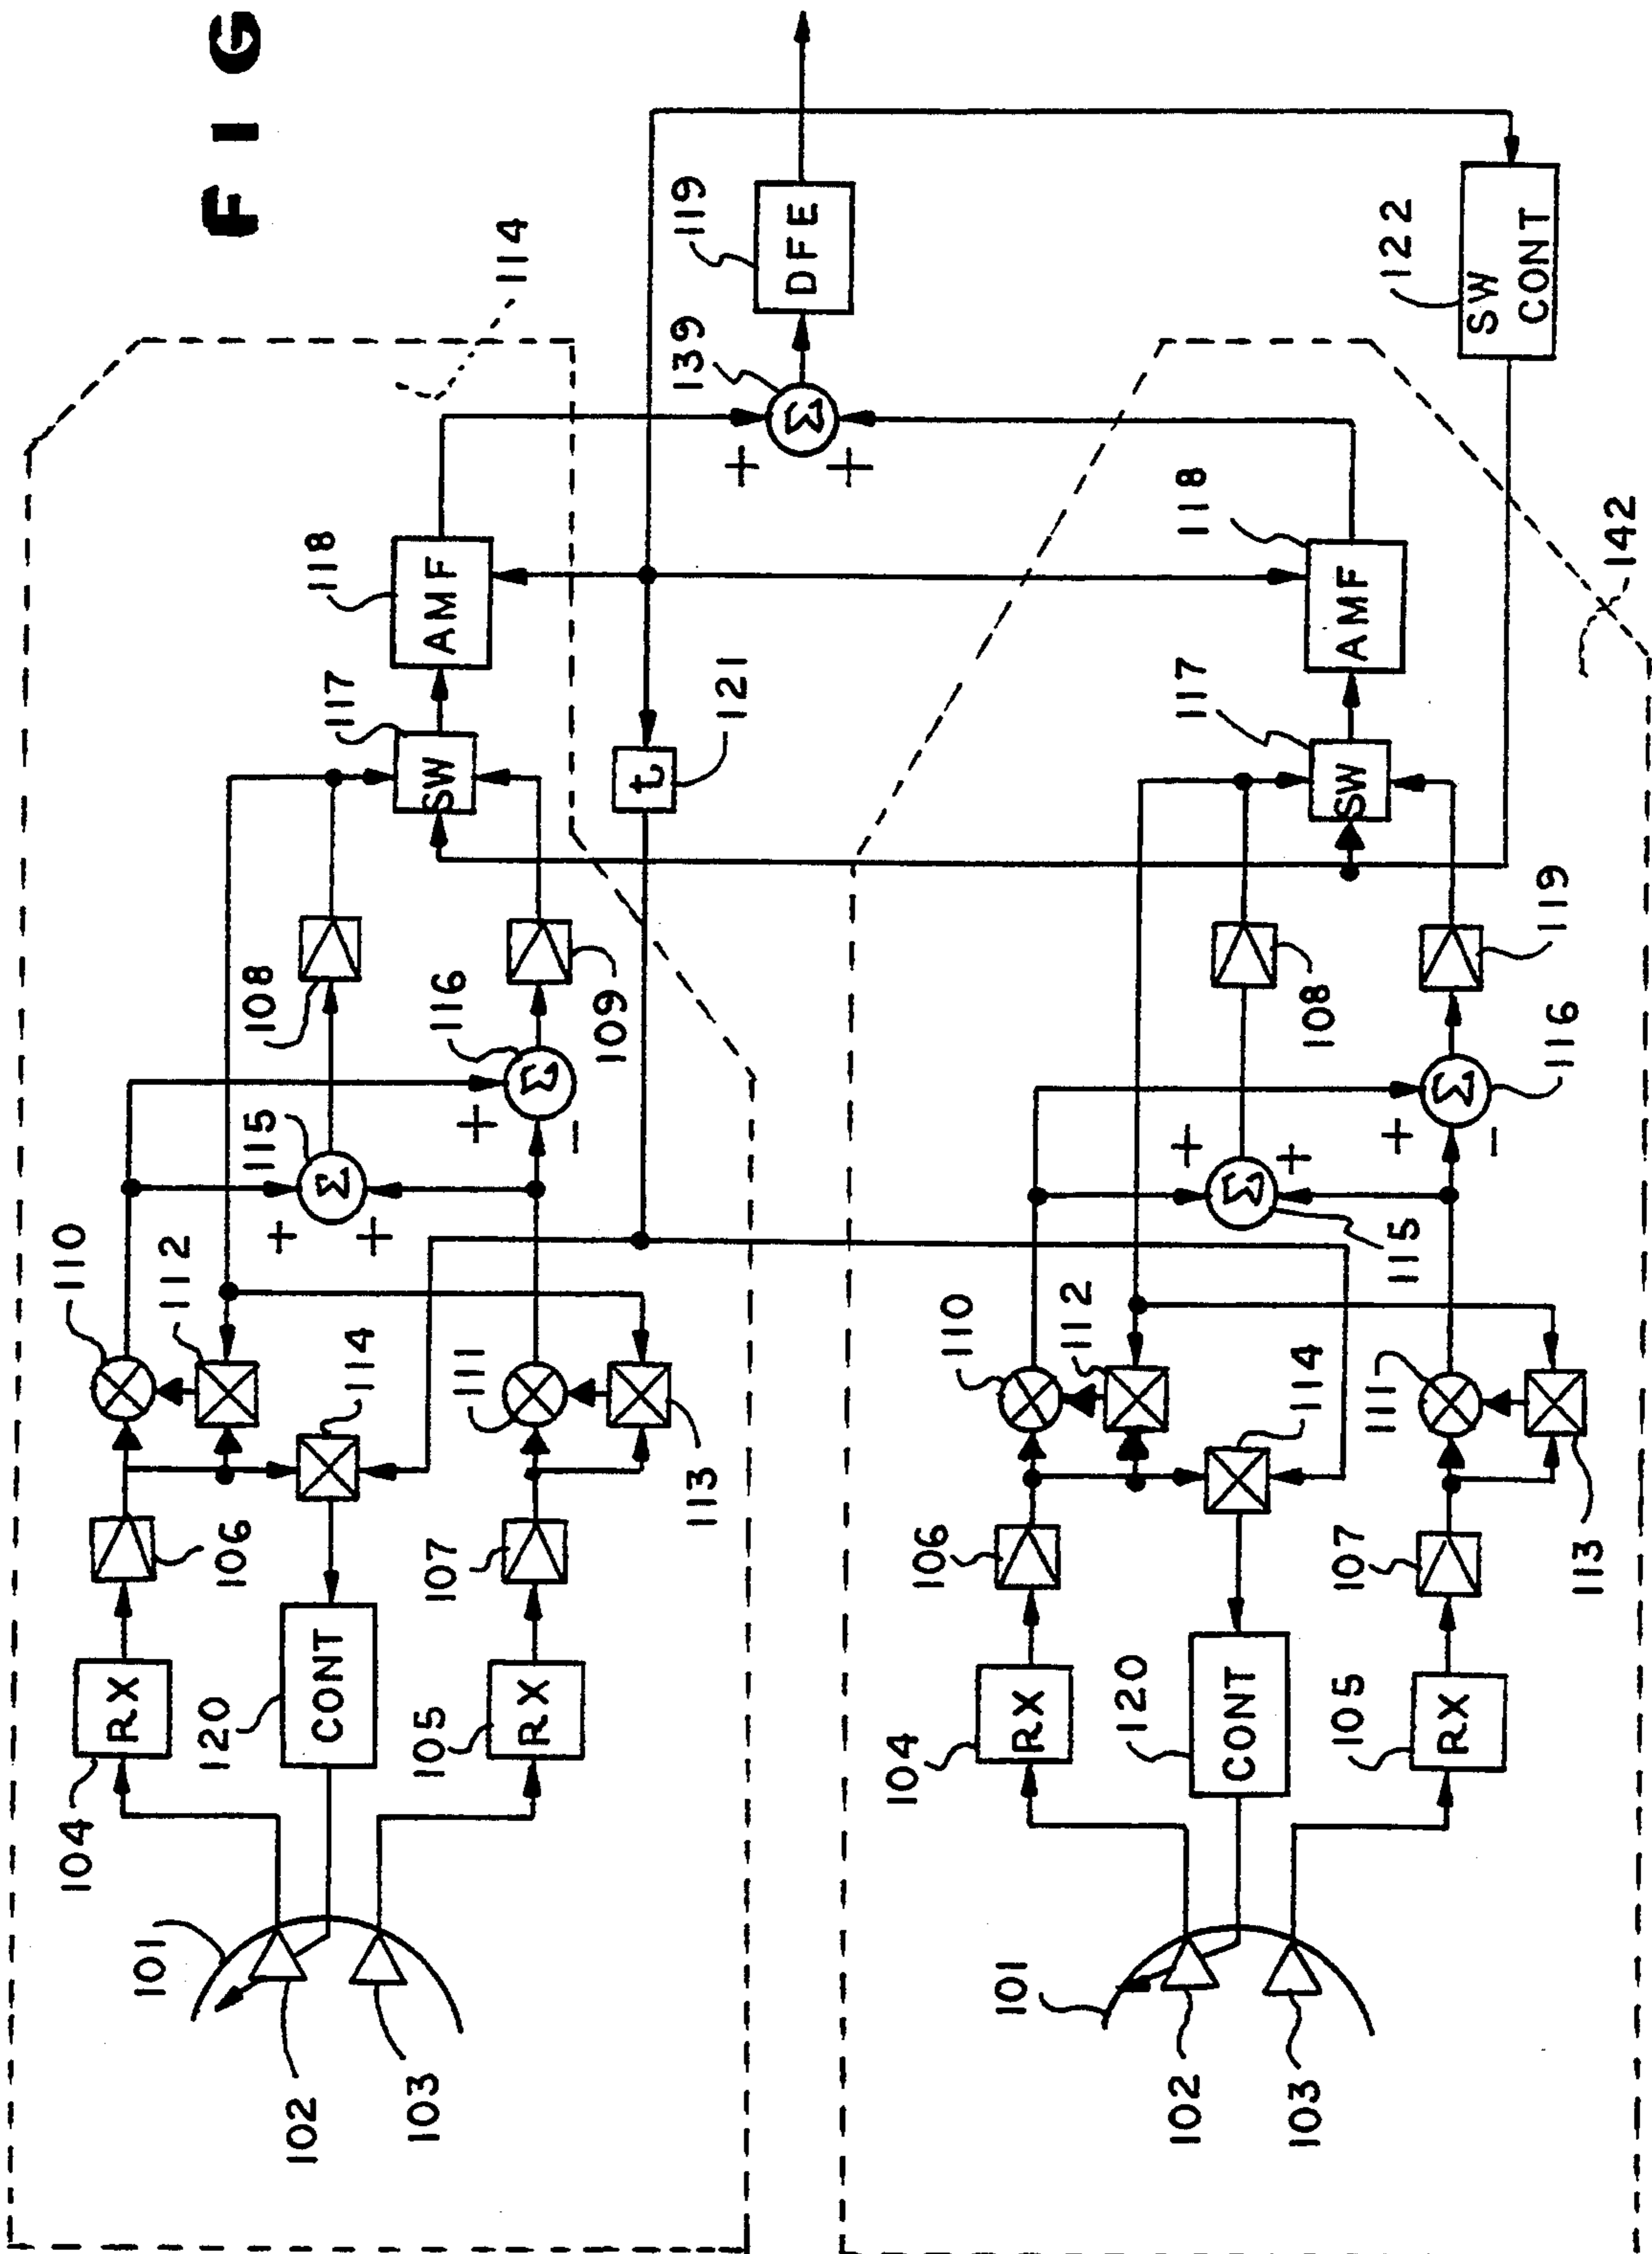 FIG
114
101
102
103
104
RX
120
CONT
105
RX
106
107
110
112
114
111
113
115
Σ
+
+
116
Σ
+
−
108
109
117
SW
118
AMF
121
t
139
Σ
+
+
119
DFE
122
SW
CONT
142
101
102
103
104
RX
120
CONT
105
RX
106
107
110
112
114
111
113
115
Σ
+
+
116
Σ
+
−
108
119
117
SW
118
AMF